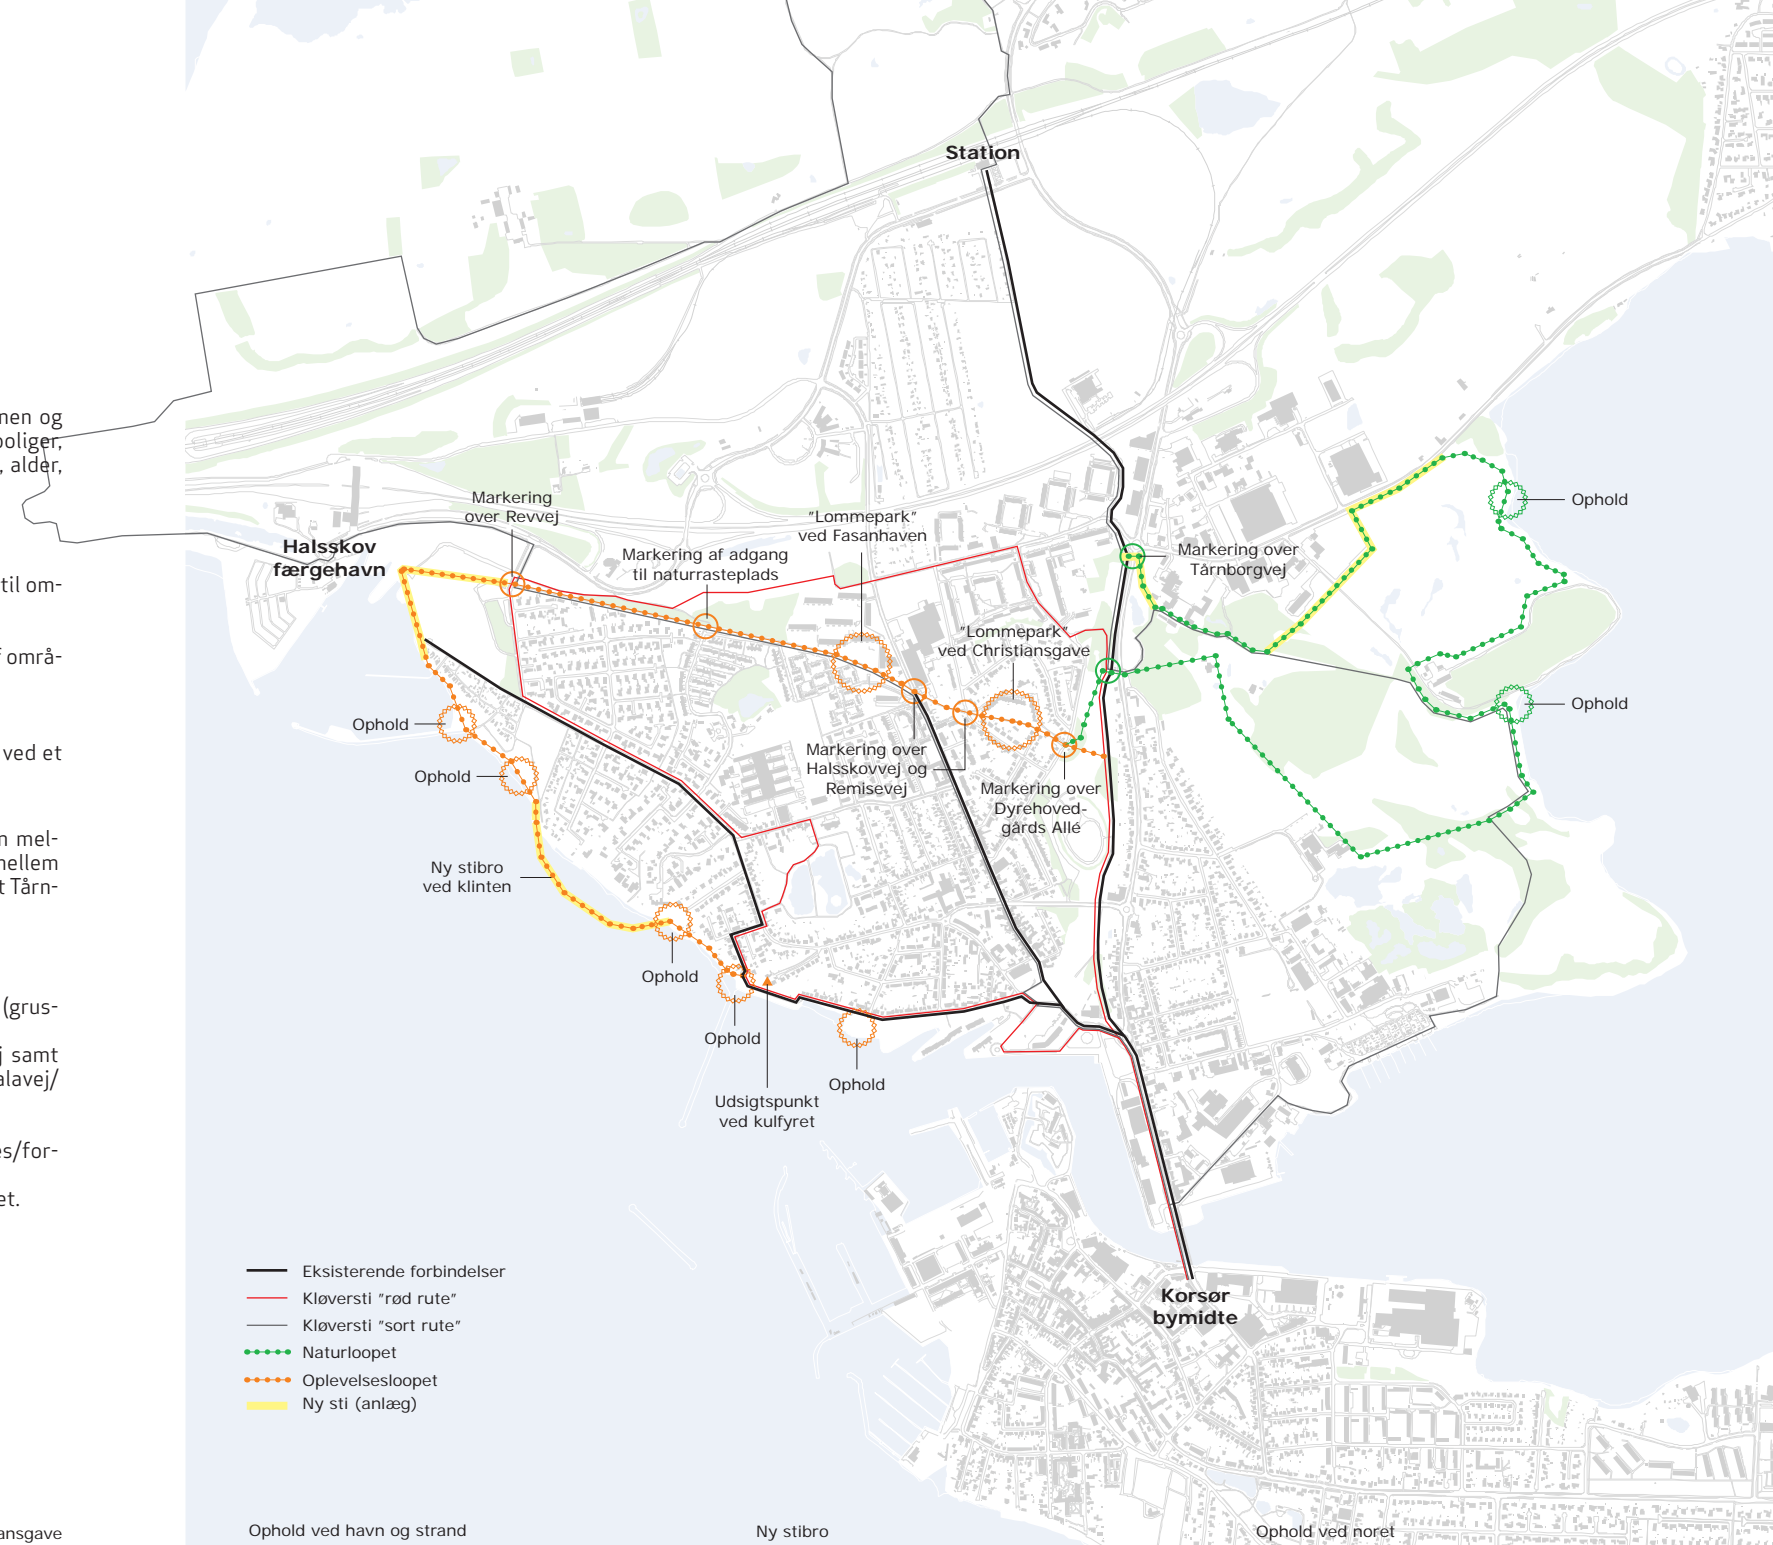 nen og
boliger,
, alder,
til om-
f områ-
ved et
m mel-
nellem
t Tårn-
(grus-
j samt
alavej/
es/for-
et.
ansgave
Station
Markering
over Revvej
"Lommepark"
ved Fasanhaven
Ophold
Halsskov
færgehavn
Markering af adgang
til naturrasteplads
Markering over
Tårnborgvej
"Lommepark"
ved Christiansgave
Ophold
Ophold
Markering over
Halsskovvej og
Remisevej
Ophold
Markering over
Dyrehoved-
gårds Allé
Ny stibro
ved klinten
Ophold
Ophold
Ophold
Udsigtspunkt
ved kulfyret
Korsør
bymidte
Eksisterende forbindelser
Kløversti "rød rute"
Kløversti "sort rute"
Naturloopet
Oplevelsesloopet
Ny sti (anlæg)
Ophold ved havn og strand
Ny stibro
Ophold ved noret